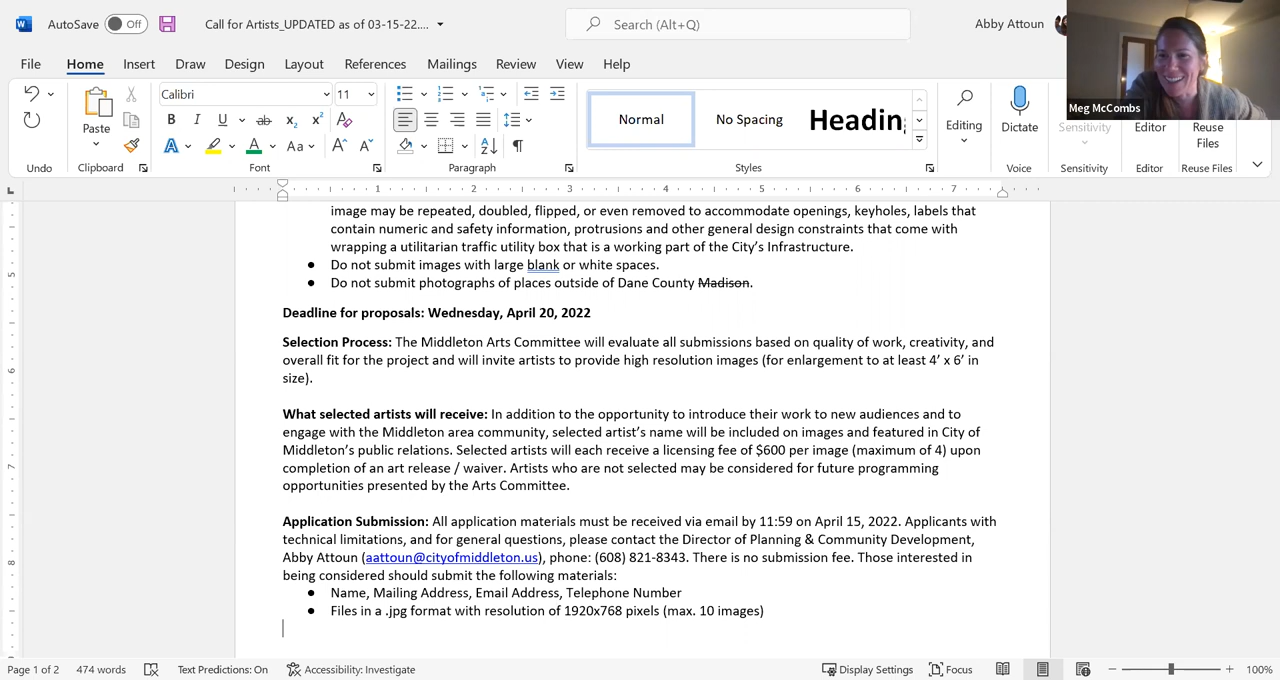 AutoSave Off Call for Artists_UPDATED as of 03-15-22.... Search (Alt+Q) Abby Attoun
File Home Insert Draw Design Layout References Mailings Review View Help
Meg McCombs
Calibri 11
Paste
B I U ab x₂ x² A
A A Aa A A
Normal No Spacing Headin
Editing Dictate Sensitivity Editor Reuse Files
Undo Clipboard Font Paragraph Styles Voice Sensitivity Editor Reuse Files
1 2 3 4 5 6 7
image may be repeated, doubled, flipped, or even removed to accommodate openings, keyholes, labels that
contain numeric and safety information, protrusions and other general design constraints that come with
wrapping a utilitarian traffic utility box that is a working part of the City's Infrastructure.
● Do not submit images with large blank or white spaces.
● Do not submit photographs of places outside of Dane County Madison.
Deadline for proposals: Wednesday, April 20, 2022
Selection Process: The Middleton Arts Committee will evaluate all submissions based on quality of work, creativity, and
overall fit for the project and will invite artists to provide high resolution images (for enlargement to at least 4' x 6' in
size).
What selected artists will receive: In addition to the opportunity to introduce their work to new audiences and to
engage with the Middleton area community, selected artist's name will be included on images and featured in City of
Middleton's public relations. Selected artists will each receive a licensing fee of $600 per image (maximum of 4) upon
completion of an art release / waiver. Artists who are not selected may be considered for future programming
opportunities presented by the Arts Committee.
Application Submission: All application materials must be received via email by 11:59 on April 15, 2022. Applicants with
technical limitations, and for general questions, please contact the Director of Planning & Community Development,
Abby Attoun (aattoun@cityofmiddleton.us), phone: (608) 821-8343. There is no submission fee. Those interested in
being considered should submit the following materials:
● Name, Mailing Address, Email Address, Telephone Number
● Files in a .jpg format with resolution of 1920x768 pixels (max. 10 images)
5
6
7
8
Page 1 of 2 474 words Text Predictions: On Accessibility: Investigate Display Settings Focus 100%